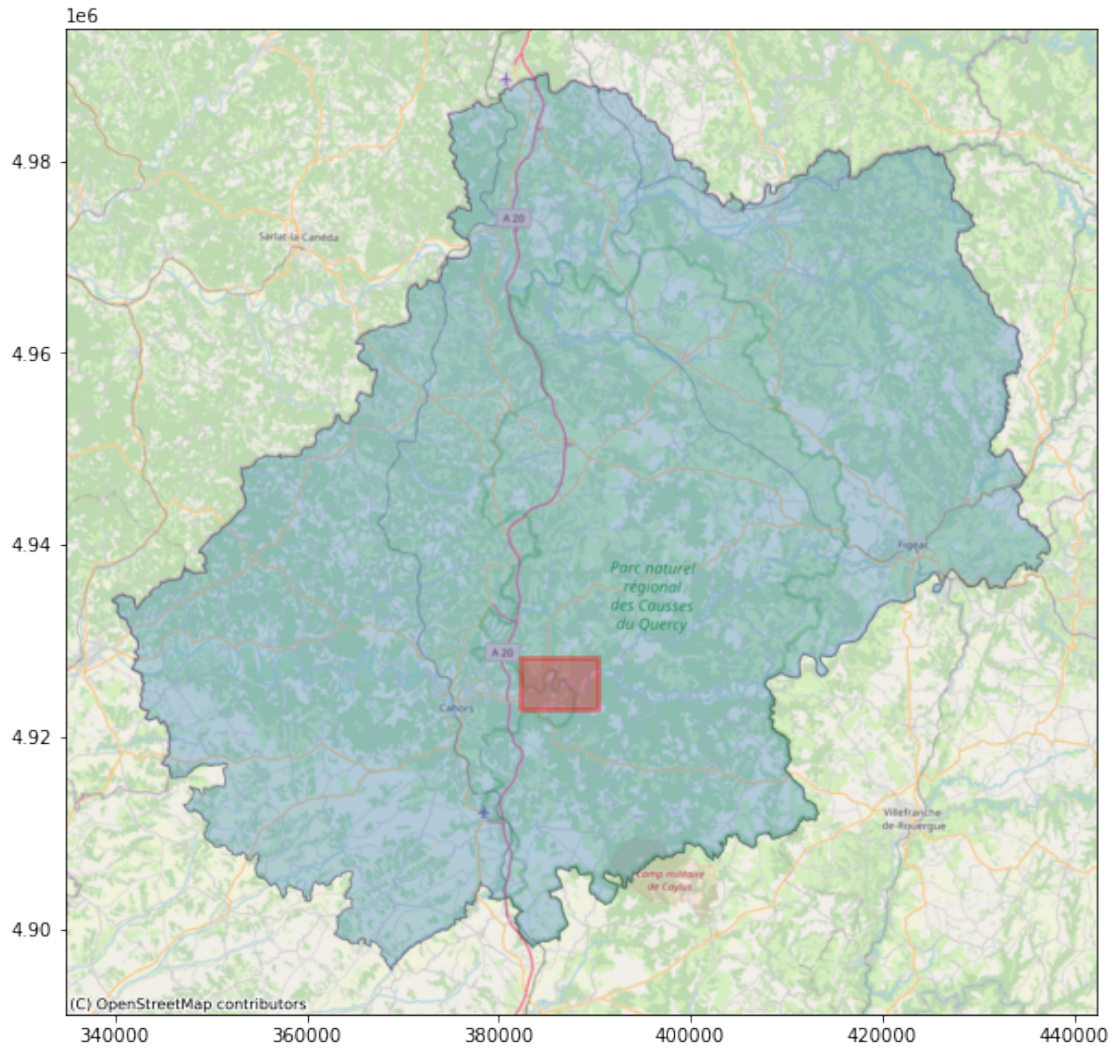 1e6
4.98
A 20
Sarlat-la-Canéda
4.96
4.94
Figeac
Parc naturel
régional
des Causses
du Quercy
A 20
Cahors
4.92
Villefranche-
de-Rouergue
Camp militaire
de Caylus
4.90
(C) OpenStreetMap contributors
340000 360000 380000 400000 420000 440000